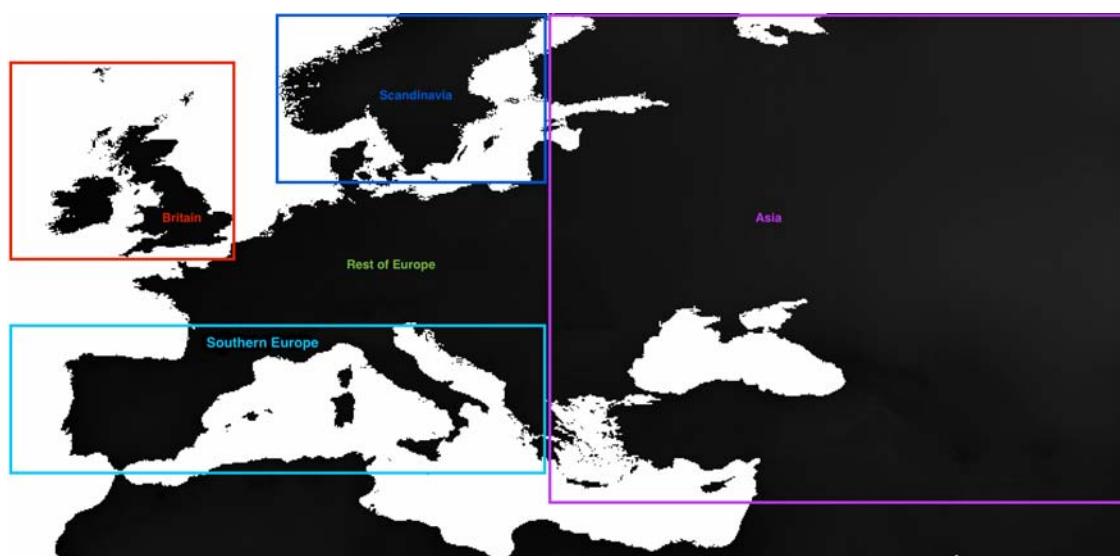 Scandinavia
Britain
Asia
Rest of Europe
Southern Europe